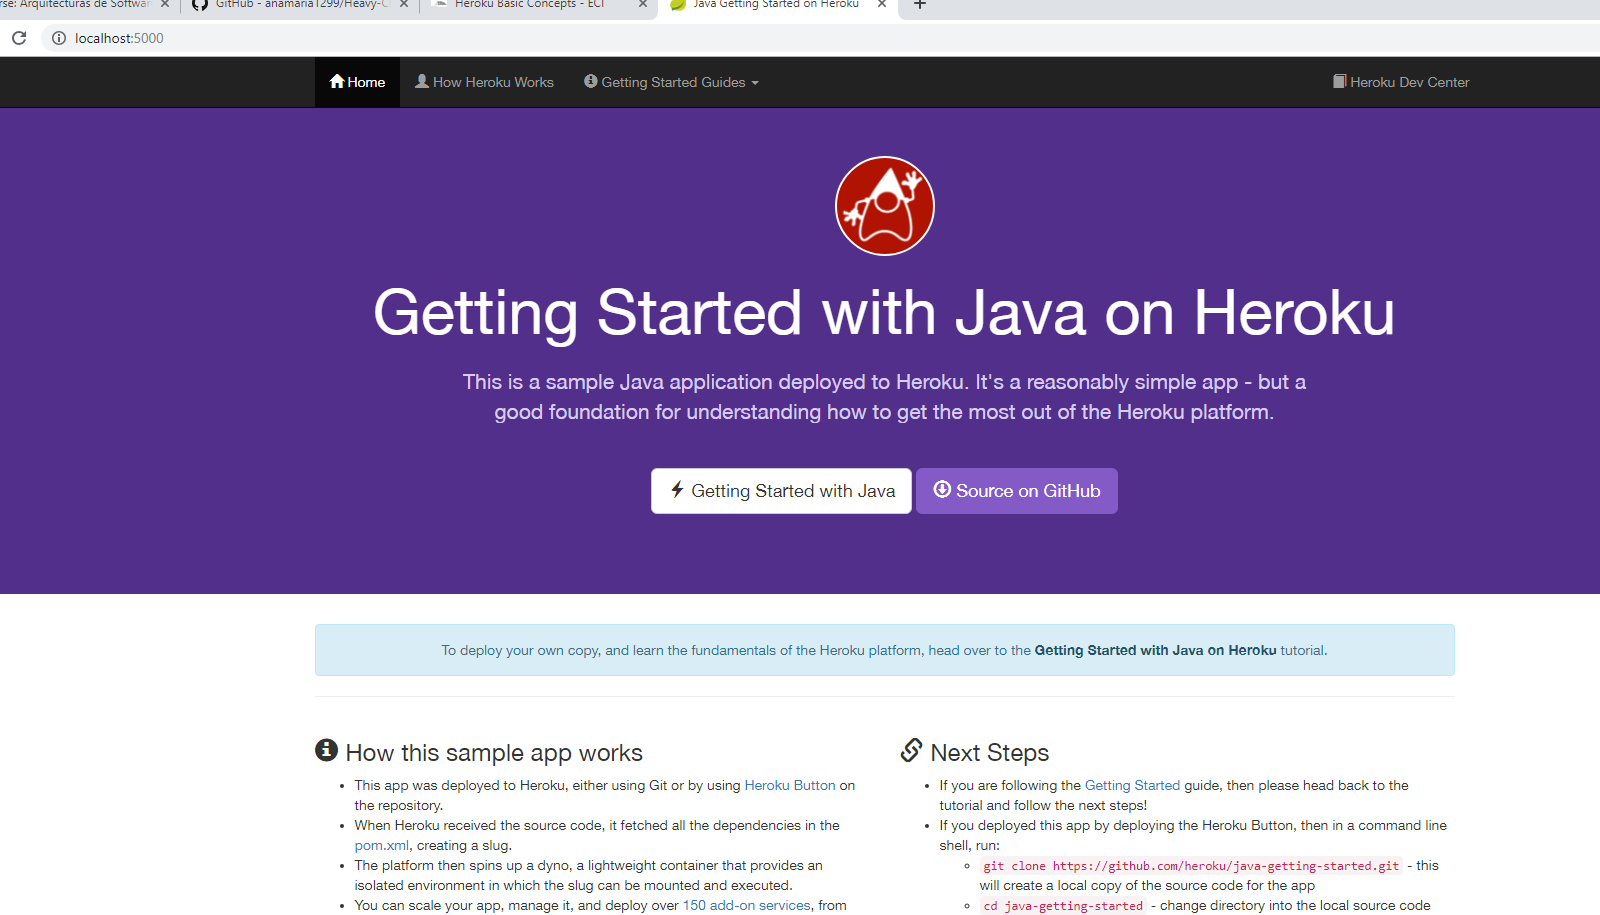 rse: Arquitecturas de Softwar
GitHub - anamaria1299/Heavy-C
Heroku Basic Concepts - ECI
Java Getting Started on Heroku
localhost:5000
Home
How Heroku Works
Getting Started Guides
Heroku Dev Center
Getting Started with Java on Heroku
This is a sample Java application deployed to Heroku. It's a reasonably simple app - but a
good foundation for understanding how to get the most out of the Heroku platform.
Getting Started with Java
Source on GitHub
To deploy your own copy, and learn the fundamentals of the Heroku platform, head over to the Getting Started with Java on Heroku tutorial.
How this sample app works
This app was deployed to Heroku, either using Git or by using Heroku Button on
the repository.
When Heroku received the source code, it fetched all the dependencies in the
pom.xml, creating a slug.
The platform then spins up a dyno, a lightweight container that provides an
isolated environment in which the slug can be mounted and executed.
You can scale your app, manage it, and deploy over 150 add-on services, from
Next Steps
If you are following the Getting Started guide, then please head back to the
tutorial and follow the next steps!
If you deployed this app by deploying the Heroku Button, then in a command line
shell, run:
git clone https://github.com/heroku/java-getting-started.git - this
will create a local copy of the source code for the app
cd java-getting-started - change directory into the local source code